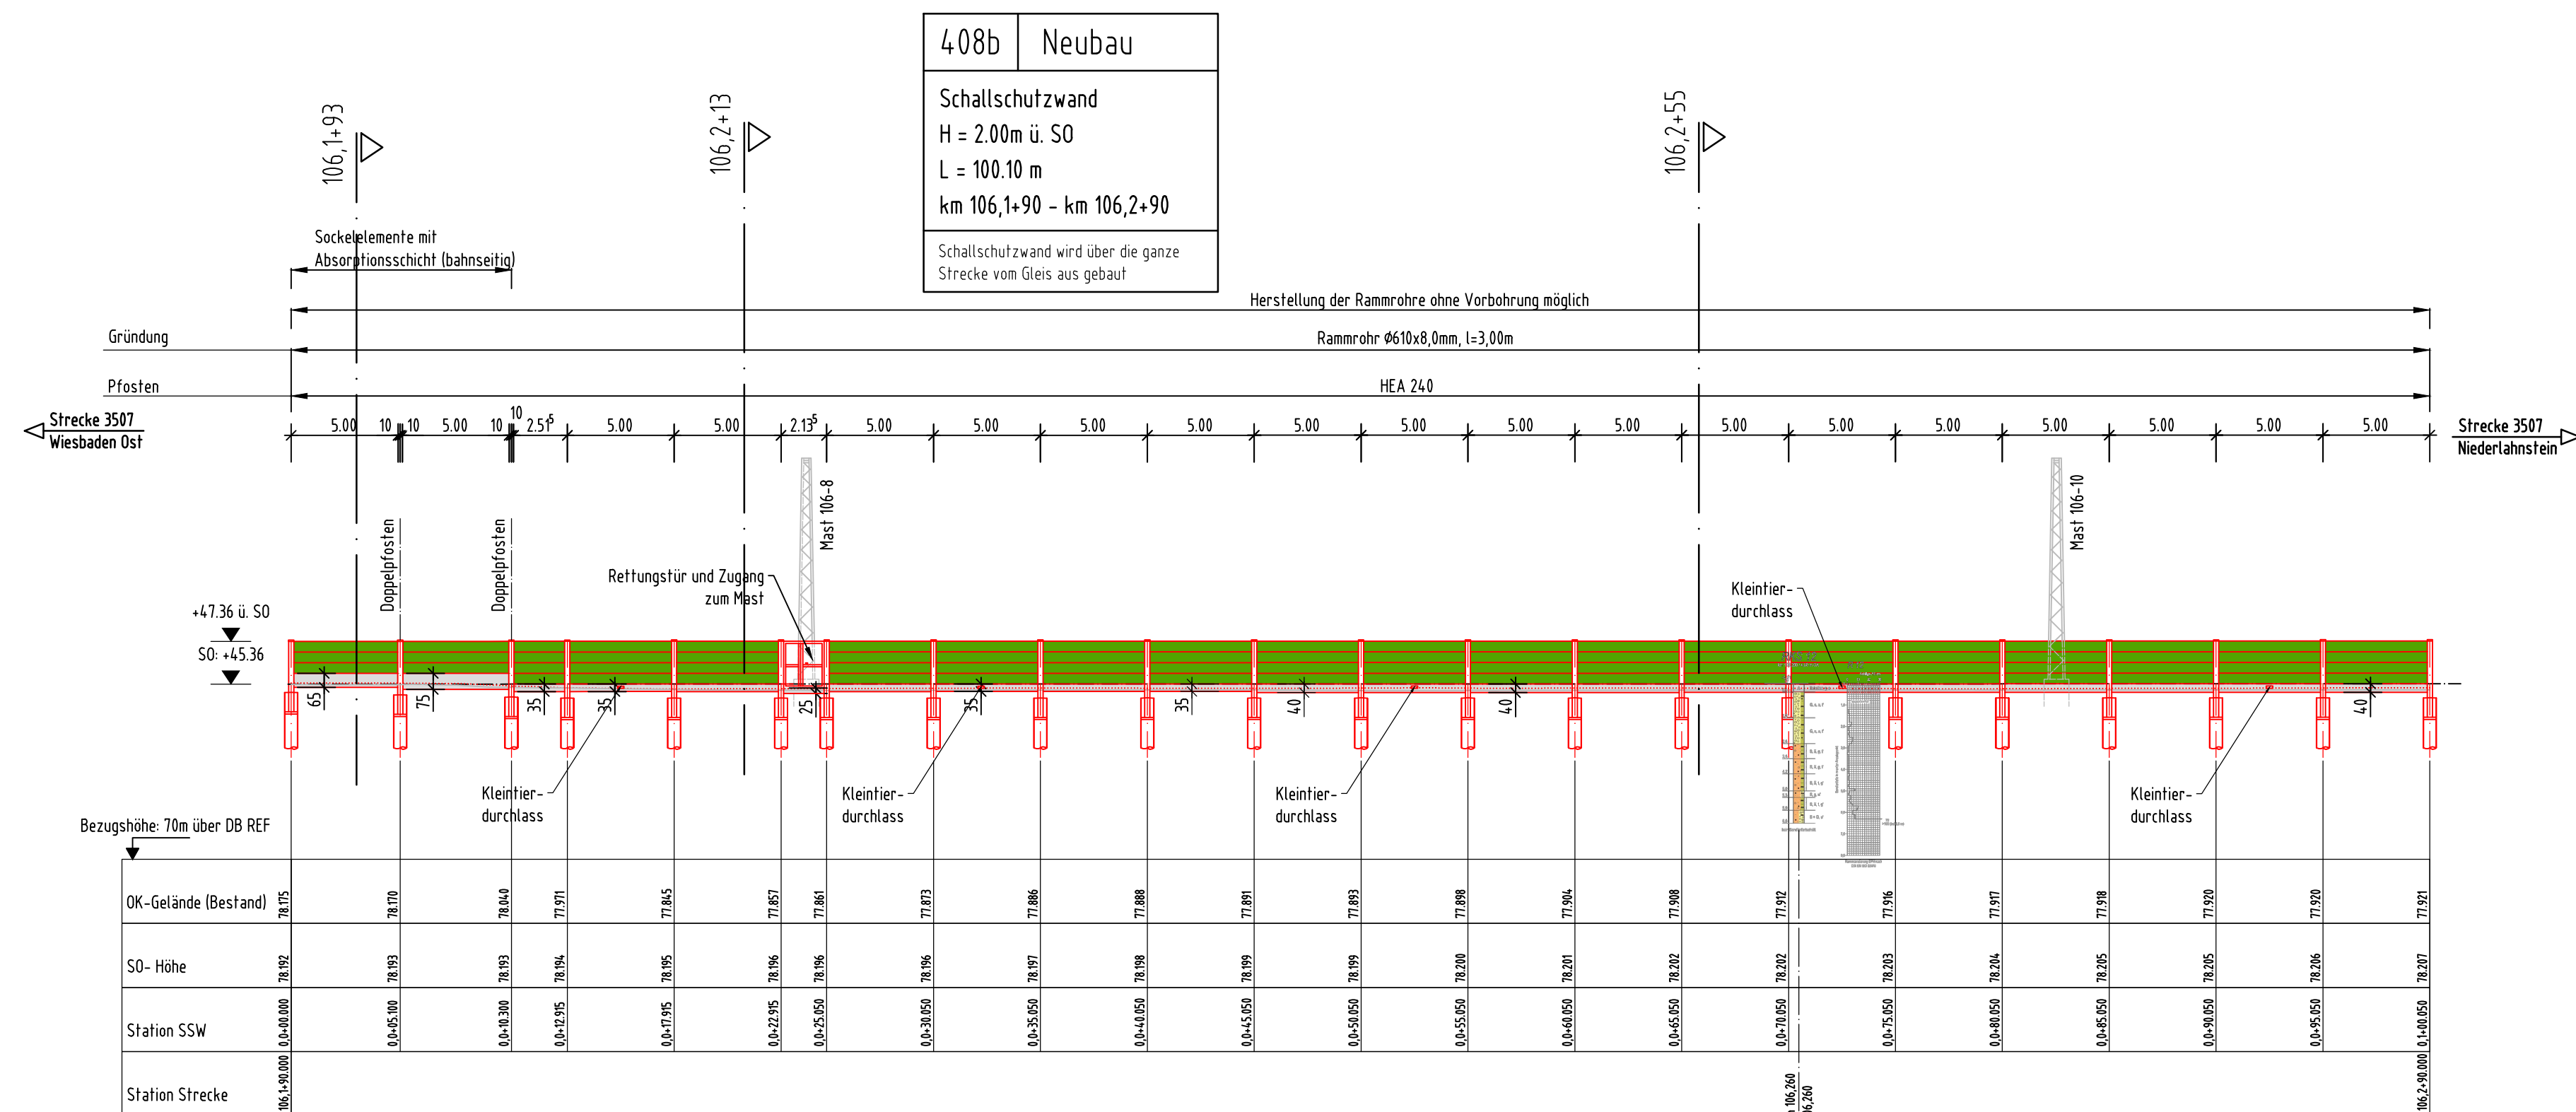 408b Neubau
Schallschutzwand
H = 2.00m ü. SO
L = 100.10 m
km 106,1+90 - km 106,2+90
Schallschutzwand wird über die ganze
Strecke vom Gleis aus gebaut
106,1+93
106,2+13
106,2+55
Sockelelemente mit
Absorptionsschicht (bahnseitig)
Herstellung der Rammrohre ohne Vorbohrung möglich
Gründung
Rammrohr Ø610x8,0mm, l=3,00m
Pfosten
HEA 240
Strecke 3507
Wiesbaden Ost
5.00 10 10 5.00 10 10 2.51⁵ 5.00 5.00 2.13⁵ 5.00 5.00 5.00 5.00 5.00 5.00 5.00 5.00 5.00 5.00 5.00 5.00 5.00 5.00 5.00
Strecke 3507
Niederlahnstein
Doppelpfosten
Doppelpfosten
Mast 106-8
Mast 106-10
Rettungstür und Zugang
zum Mast
Kleintier-
durchlass
+47.36 ü. SO
SO: +45.36
65
75
35
35
25
35
35
40
40
40
Kleintier-
durchlass
Kleintier-
durchlass
Kleintier-
durchlass
Kleintier-
durchlass
Bezugshöhe: 70m über DB REF
OK-Gelände (Bestand) 78.175 78.170 78.040 77.971 77.845 77.857 77.861 77.873 77.886 77.888 77.891 77.893 77.898 77.904 77.908 77.912 77.916 77.917 77.918 77.920 77.920 77.921
SO- Höhe 78.192 78.193 78.193 78.194 78.195 78.196 78.196 78.196 78.197 78.198 78.199 78.199 78.200 78.201 78.202 78.202 78.203 78.204 78.205 78.205 78.206 78.207
Station SSW 0,0+00.000 0,0+05.100 0,0+10.300 0,0+12.915 0,0+17.915 0,0+22.915 0,0+25.050 0,0+30.050 0,0+35.050 0,0+40.050 0,0+45.050 0,0+50.050 0,0+55.050 0,0+60.050 0,0+65.050 0,0+70.050 0,0+75.050 0,0+80.050 0,0+85.050 0,0+90.050 0,0+95.050 0,1+00.050
Station Strecke 106,1+90.000 106,260 106,2+90.000